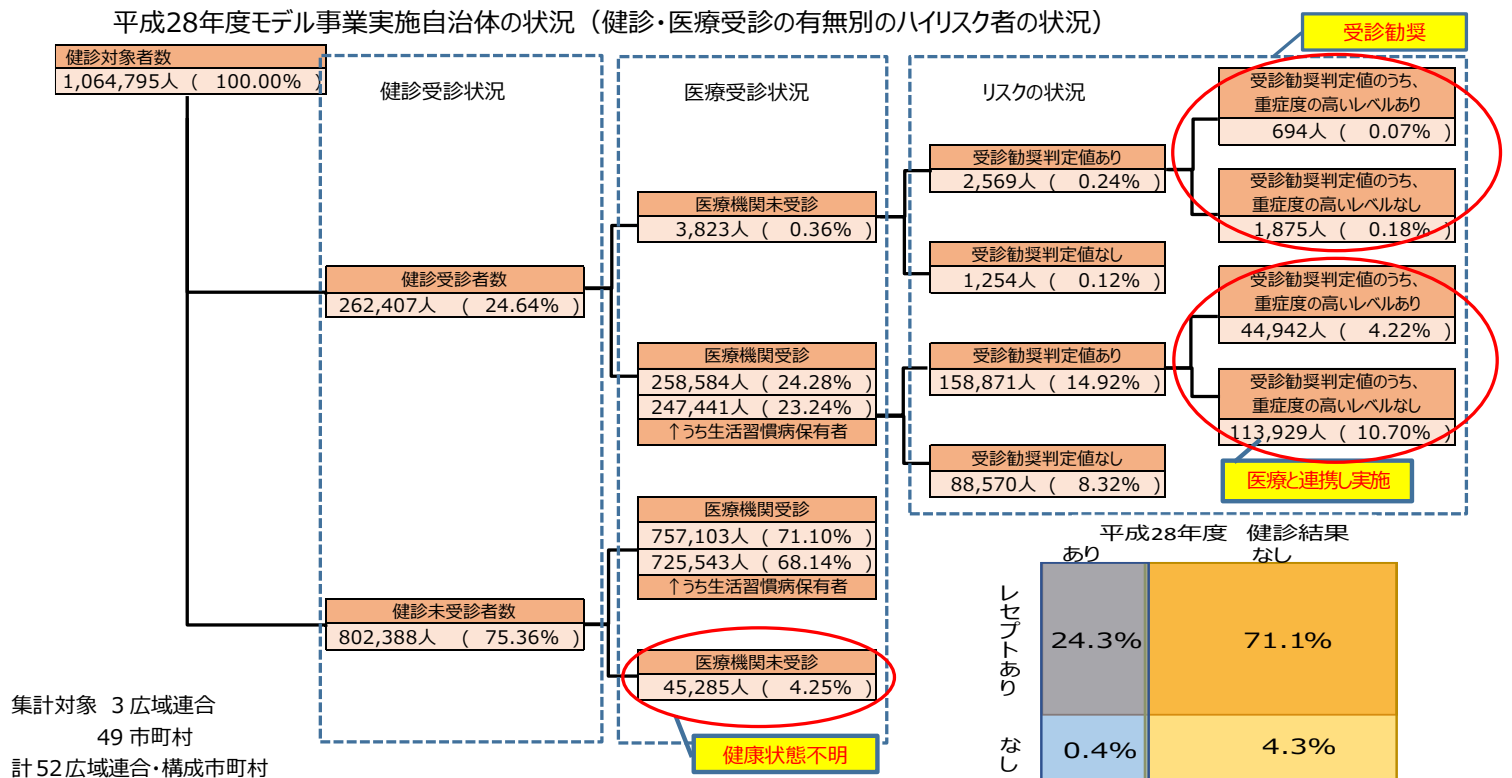 平成28年度モデル事業実施自治体の状況（健診・医療受診の有無別のハイリスク者の状況）
受診勧奨
健診対象者数
1,064,795人 ( 100.00% )
健診受診状況
医療受診状況
リスクの状況
受診勧奨判定値のうち、
重症度の高いレベルあり
694人 ( 0.07% )
受診勧奨判定値あり
2,569人 ( 0.24% )
受診勧奨判定値のうち、
重症度の高いレベルなし
1,875人 ( 0.18% )
医療機関未受診
3,823人 ( 0.36% )
受診勧奨判定値なし
1,254人 ( 0.12% )
健診受診者数
262,407人 ( 24.64% )
受診勧奨判定値のうち、
重症度の高いレベルあり
44,942人 ( 4.22% )
医療機関受診
258,584人 ( 24.28% )
247,441人 ( 23.24% )
↑うち生活習慣病保有者
受診勧奨判定値あり
158,871人 ( 14.92% )
受診勧奨判定値のうち、
重症度の高いレベルなし
113,929人 ( 10.70% )
受診勧奨判定値なし
88,570人 ( 8.32% )
医療と連携し実施
医療機関受診
757,103人 ( 71.10% )
725,543人 ( 68.14% )
↑うち生活習慣病保有者
健診未受診者数
802,388人 ( 75.36% )
医療機関未受診
45,285人 ( 4.25% )
健康状態不明
集計対象 3広域連合
49市町村
計52広域連合・構成市町村
平成28年度 健診結果
あり なし
レセプトあり
24.3% 71.1%
なし
0.4% 4.3%